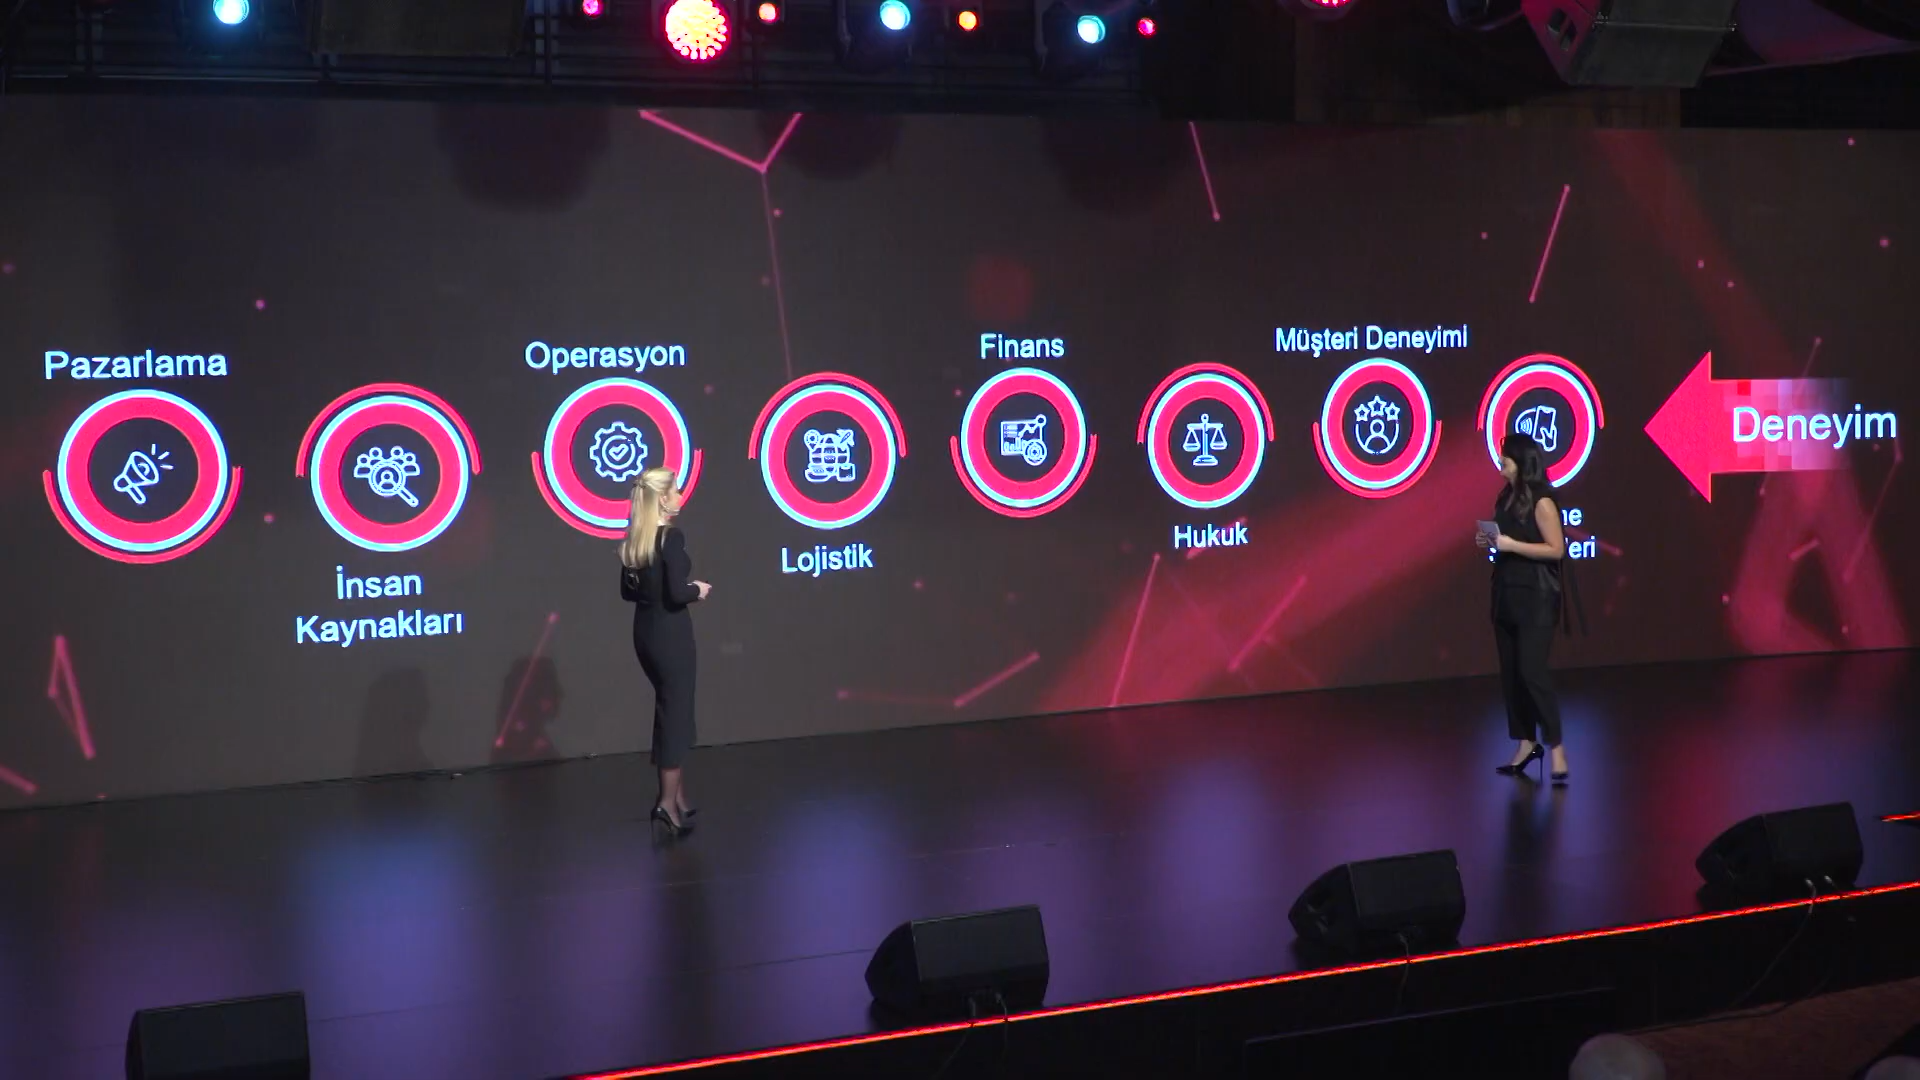 Pazarlama
İnsan
Kaynakları
Operasyon
Lojistik
Finans
Hukuk
Müşteri Deneyimi
Deneyim